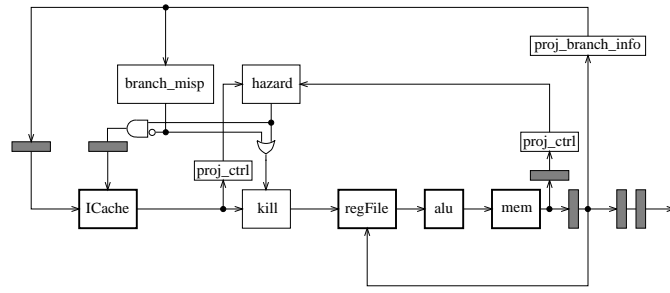 proj_branch_info
branch_misp
hazard
proj_ctrl
proj_ctrl
ICache
kill
regFile
alu
mem